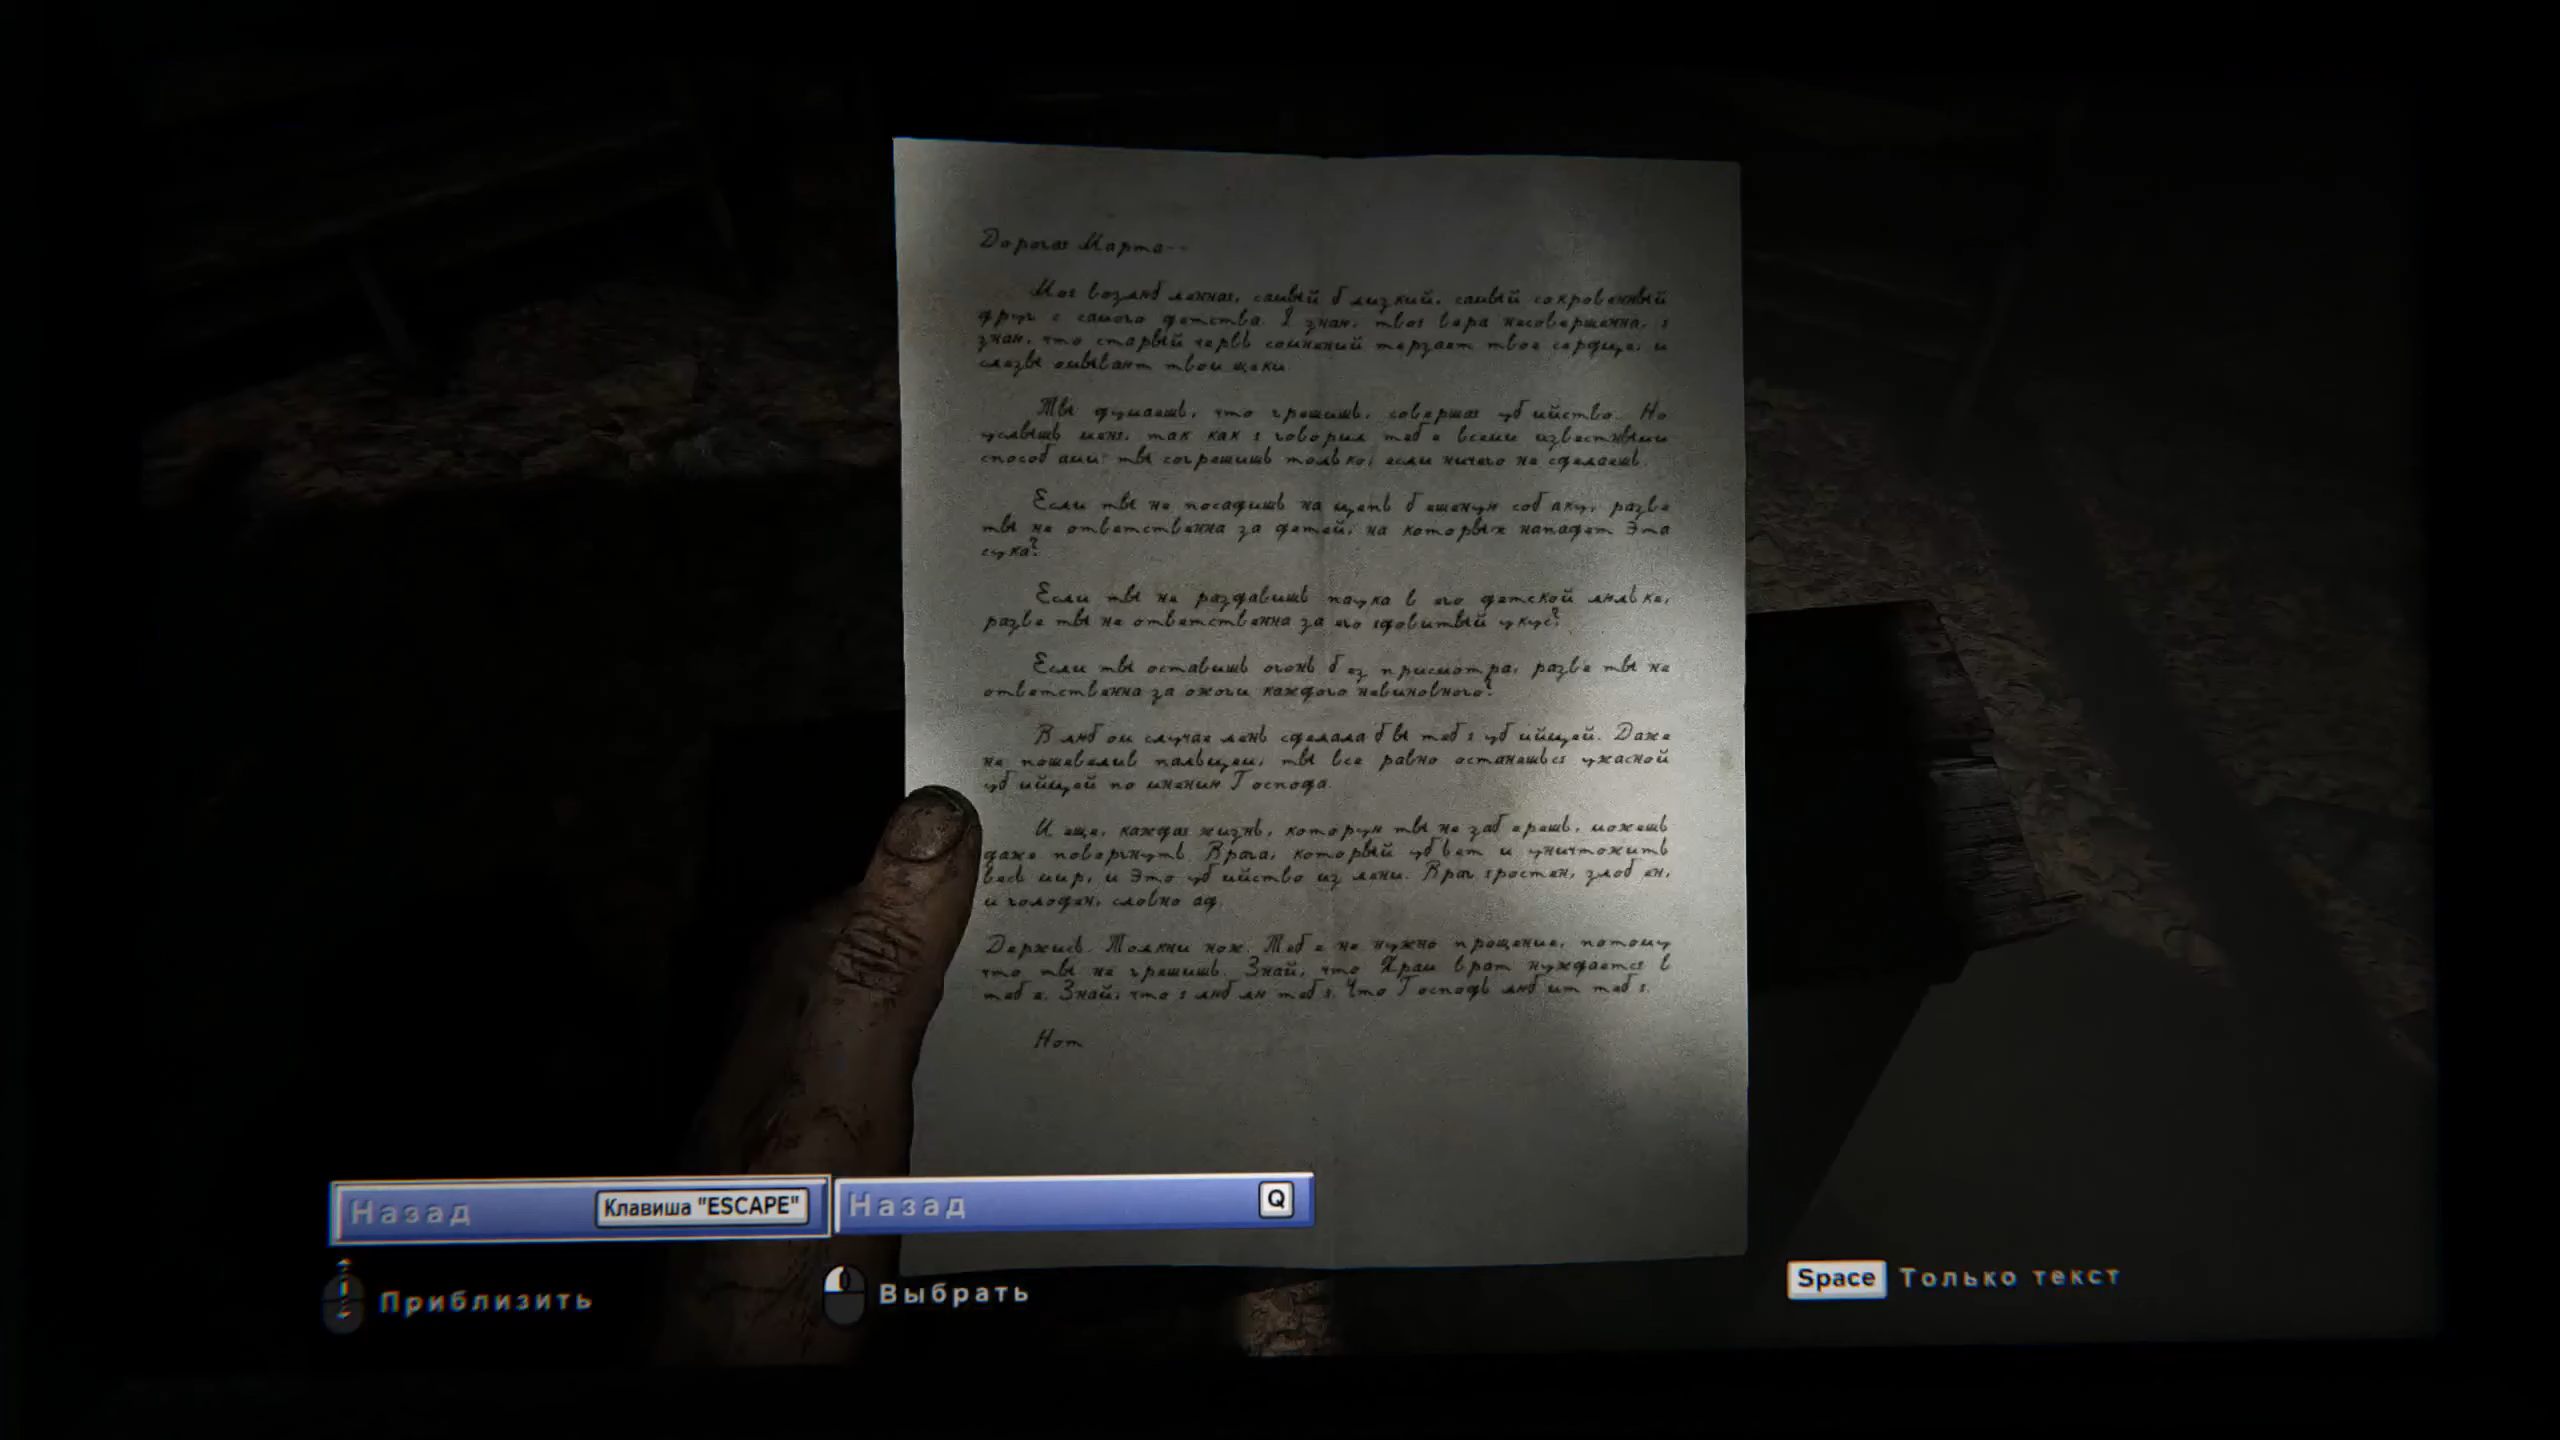 Дорогая Марта--
Моя возлюбленная, самый близкий, самый сокровенный
друг с самого детства. Я знаю, твоя вера несовершенна, я
знаю, что старый червь сомнений терзает твое сердце, и
слезы омывают твои щеки.
Ты думаешь, что грешишь, совершая убийство. Но
услышь меня, так как я говорил тебе всеми известными
способами: ты согрешишь только, если ничего не сделаешь.
Если ты не посадишь на цепь бешеную собаку, разве
ты не ответственна за детей, на которых нападет эта
сука?
Если ты не раздавишь паука в его детской люльке,
разве ты не ответственна за его ядовитый укус?
Если ты оставишь огонь без присмотра, разве ты не
ответственна за ожоги каждого невиновного?
В любом случае лень сделала бы тебя убийцей. Даже
не пошевелив пальцем, ты все равно останешься ужасной
убийцей по мнению Господа.
И еще, каждая жизнь, которую ты не заберешь, можешь
даже повергнуть Врага, который убьет и уничтожить
весь мир, и это убийство из лени. Враг яростен, злобен,
и голоден, словно ад.
Держись. Толкни нож. Тебе не нужно прощение, потому
что ты не грешишь. Знай, что Храм врат нуждается в
тебе. Знай, что я люблю тебя. Что Господь любит тебя.
Нот
Назад Клавиша "ESCAPE" Назад Q
Приблизить Выбрать Space Только текст